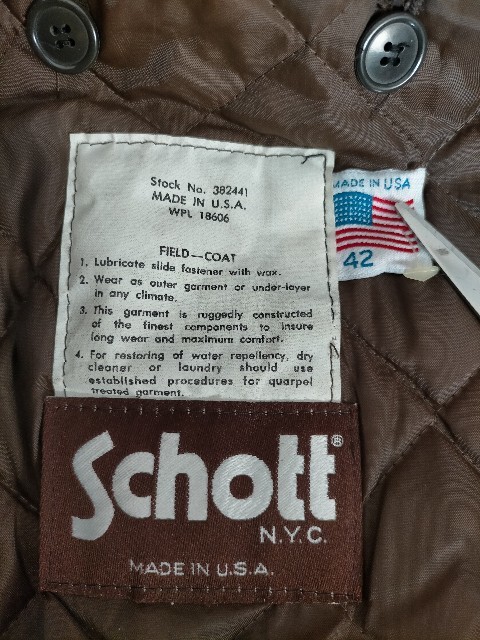 Stock No. 382441
MADE IN U.S.A.
WPL 18606
FIELD—COAT
1. Lubricate slide fastener with wax.
2. Wear as outer garment or under-layer
in any climate.
3. This garment is ruggedly constructed
of the finest components to insure
long wear and maximum comfort.
4. For restoring of water repellency, dry
cleaner or laundry should use
established procedures for quarpel
treated garment.
MADE IN USA
42
Schott®
N.Y.C.
MADE IN U.S.A.